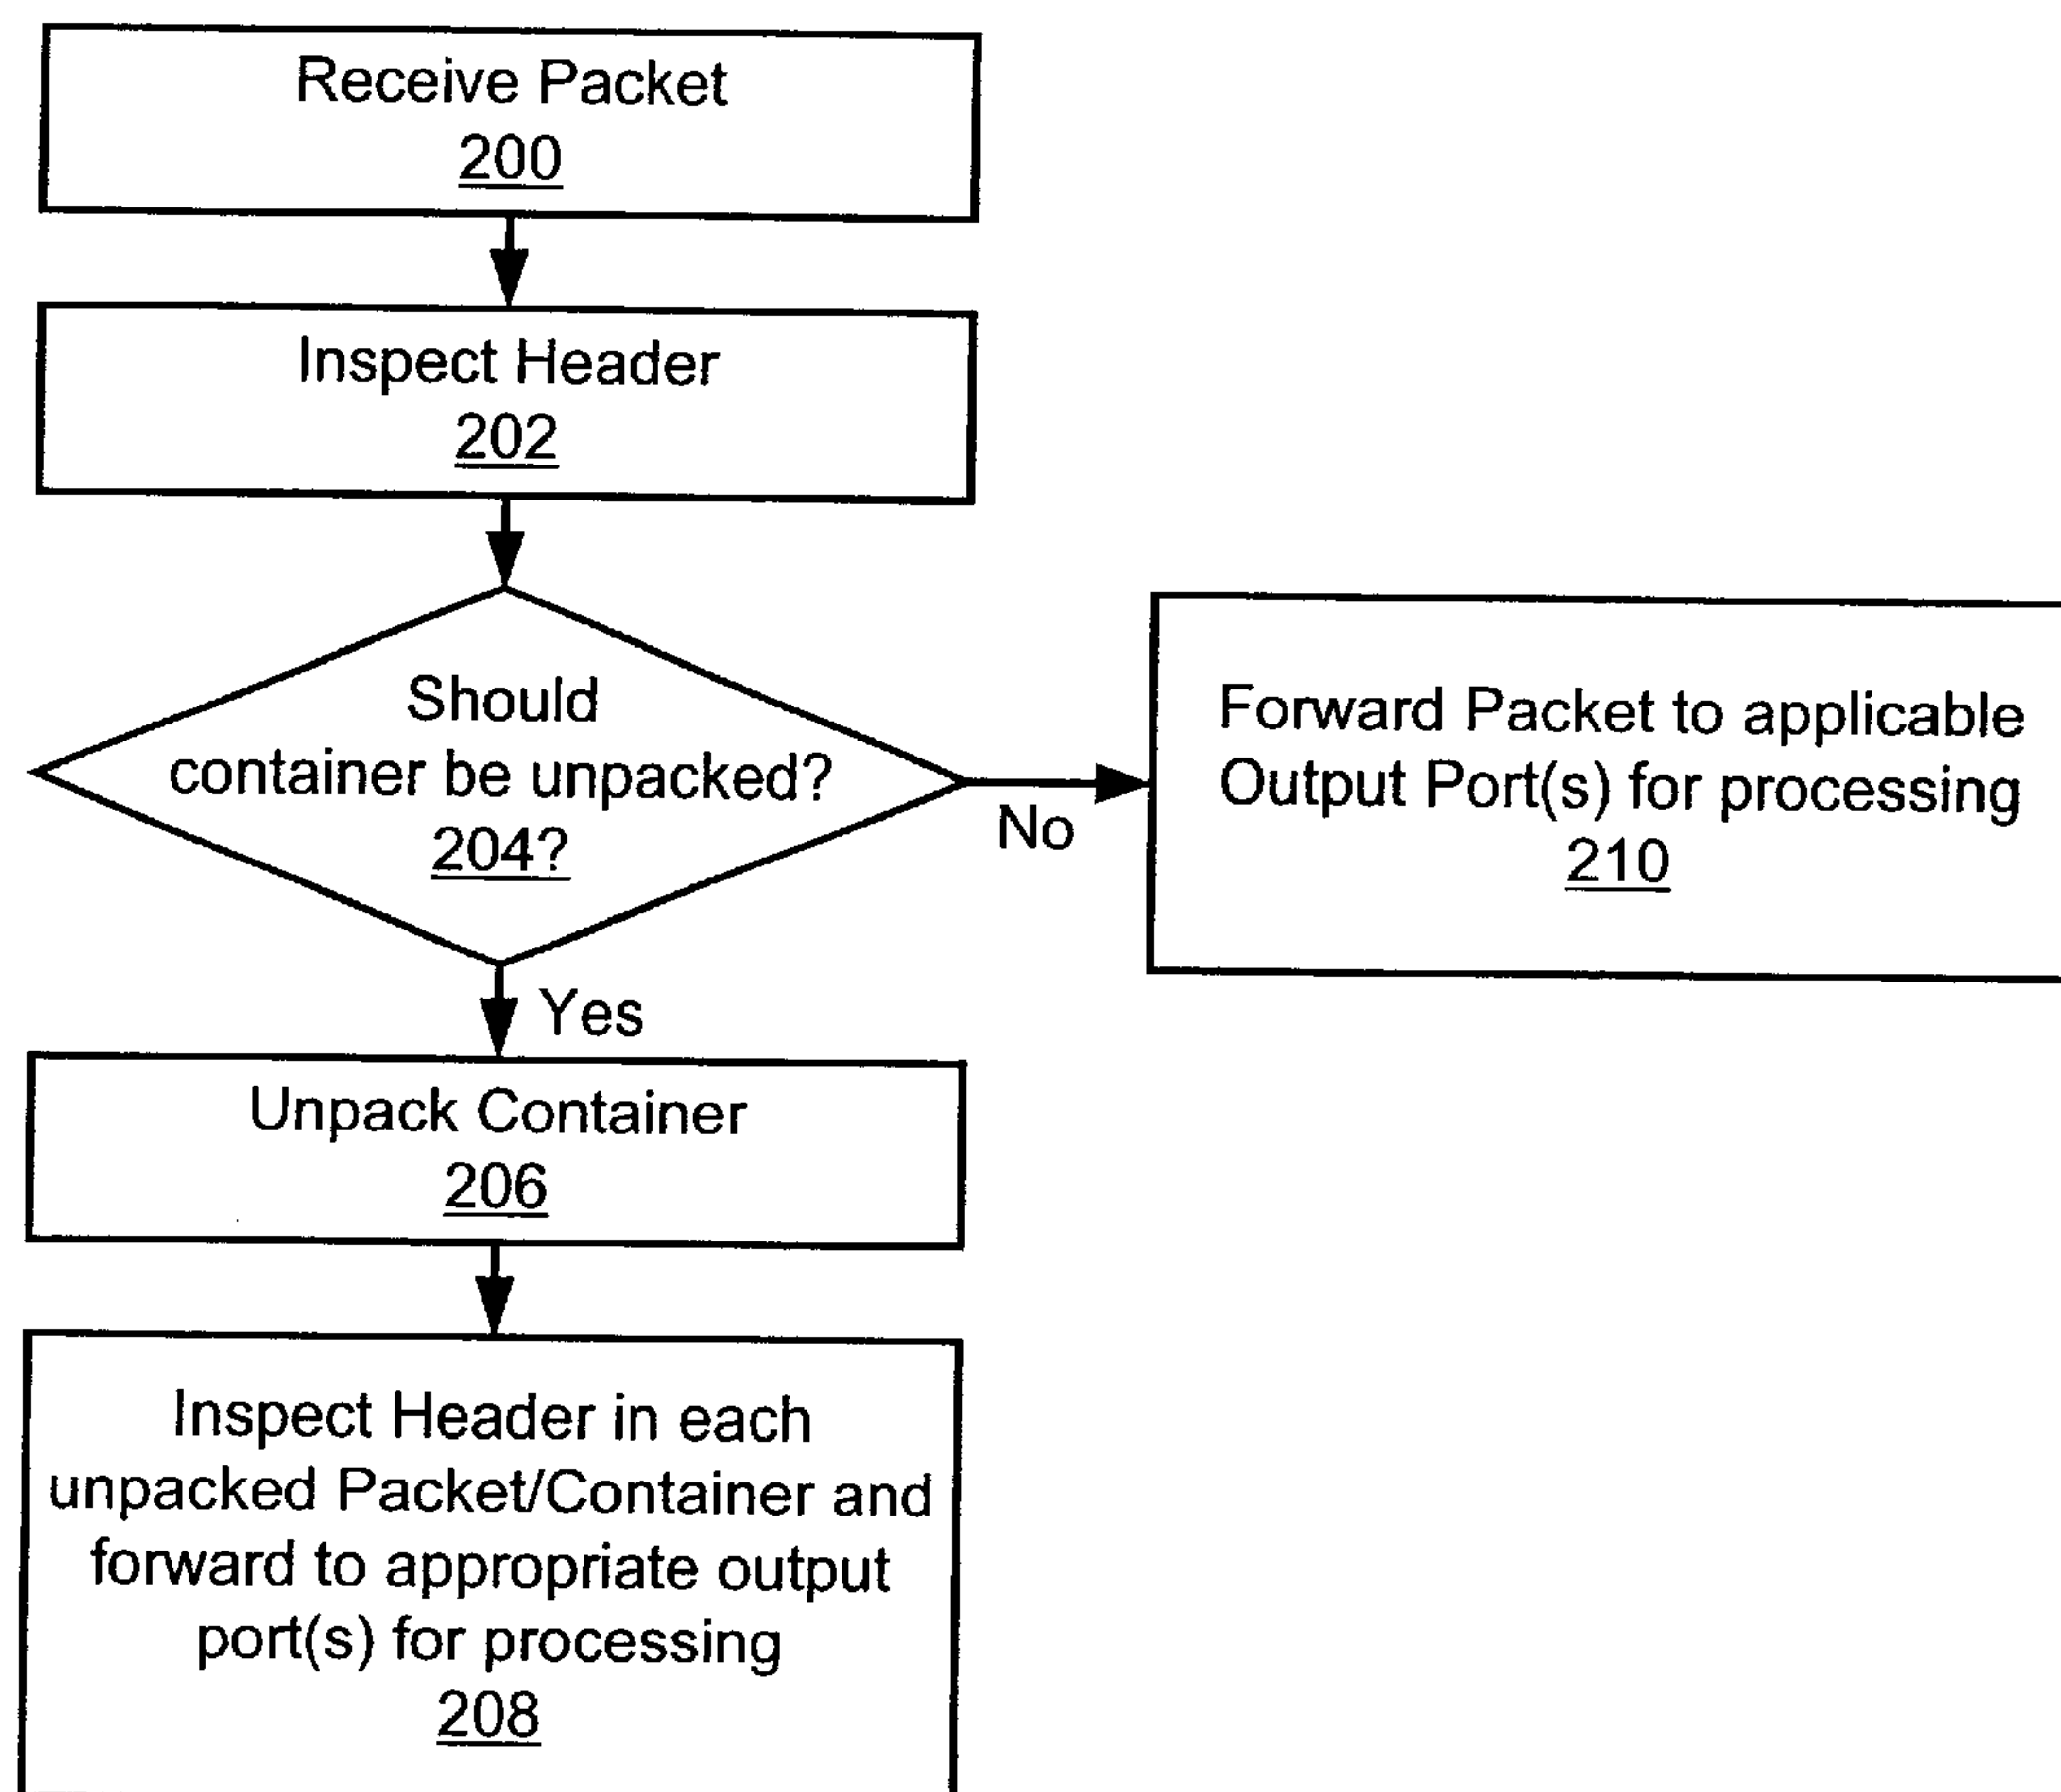 Receive Packet
200
Inspect Header
202
Should
container be unpacked?
204?
No
Forward Packet to applicable
Output Port(s) for processing
210
Yes
Unpack Container
206
Inspect Header in each
unpacked Packet/Container and
forward to appropriate output
port(s) for processing
208